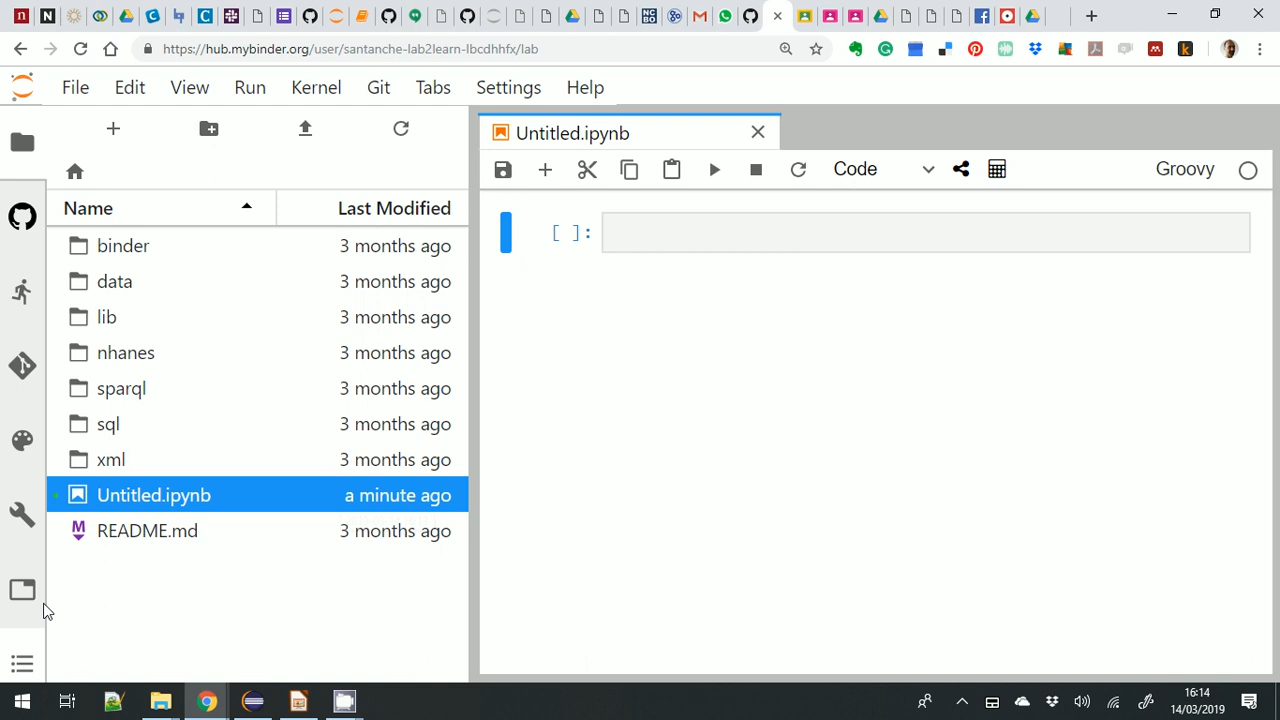 https://hub.mybinder.org/user/santanche-lab2learn-lbcdhhfx/lab
File Edit View Run Kernel Git Tabs Settings Help
Untitled.ipynb
Code
Groovy
Name Last Modified
[ ]:
binder 3 months ago
data 3 months ago
lib 3 months ago
nhanes 3 months ago
sparql 3 months ago
sql 3 months ago
xml 3 months ago
Untitled.ipynb a minute ago
README.md 3 months ago
16:14
14/03/2019